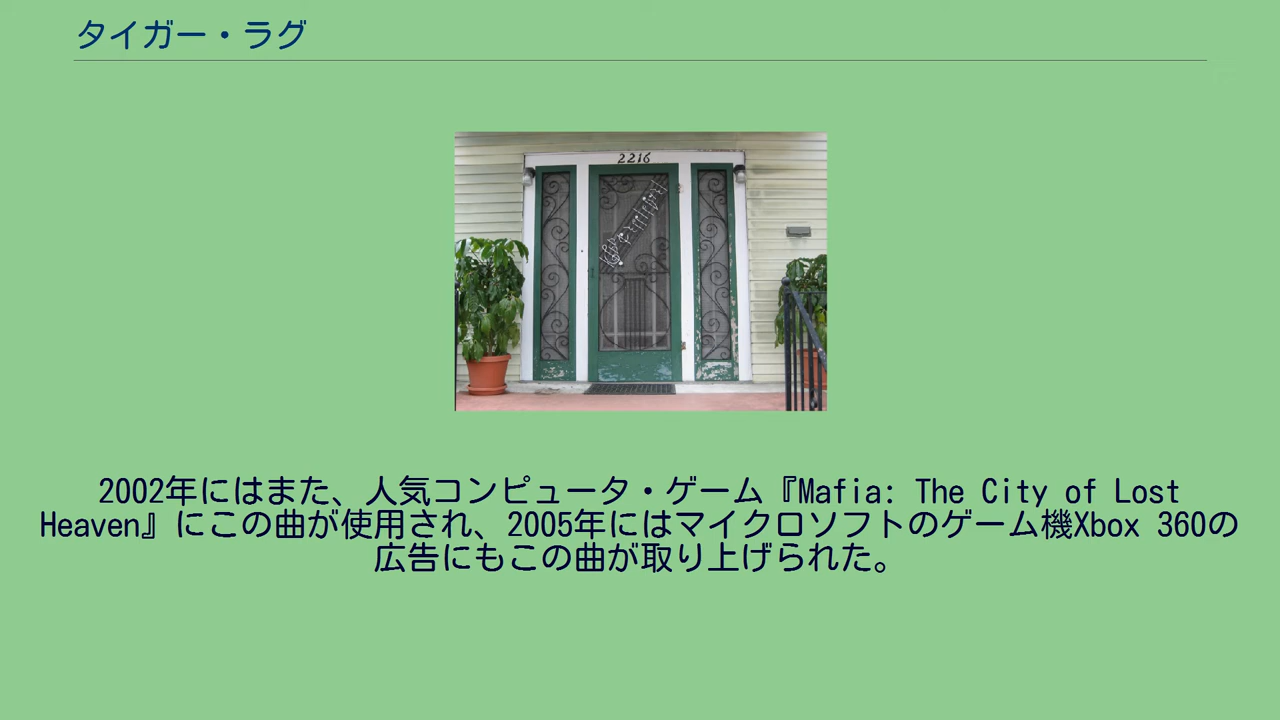 タイガー・ラグ
2216
2002年にはまた、人気コンピュータ・ゲーム『Mafia: The City of Lost
Heaven』にこの曲が使用され、2005年にはマイクロソフトのゲーム機Xbox 360の
広告にもこの曲が取り上げられた。